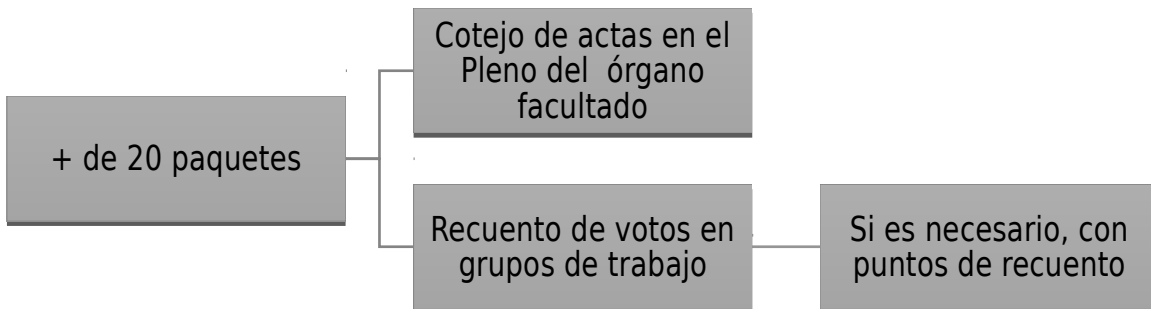 + de 20 paquetes
Cotejo de actas en el
Pleno del órgano
facultado
Recuento de votos en
grupos de trabajo
Si es necesario, con
puntos de recuento